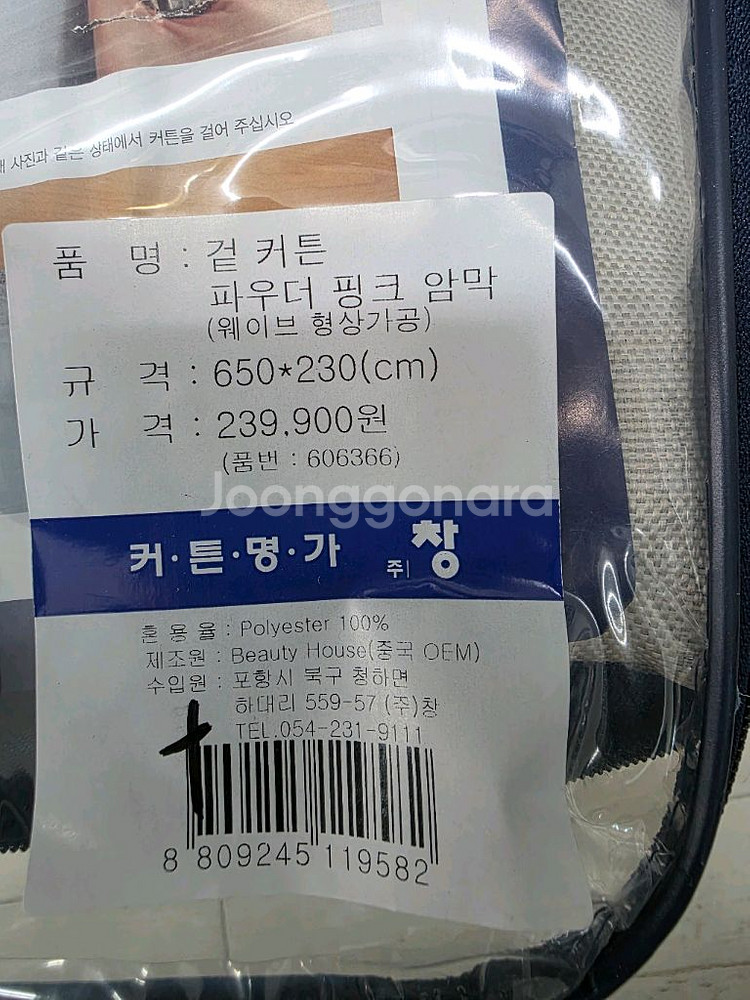 사진과 같은 상태에서 커튼을 걸어 주십시오
품 명 : 겉 커튼
파우더 핑크 암막
(웨이브 형상가공)
규 격 : 650*230(cm)
가 격 : 239,900원
(품번 : 606366)
Joonggonara
커·튼·명·가 주) 창
혼 용 율 : Polyester 100%
제조원 : Beauty House(중국 OEM)
수입원 : 포항시 북구 청하면
하대리 559-57 (주)창
TEL.054-231-9111
8 809245 119582